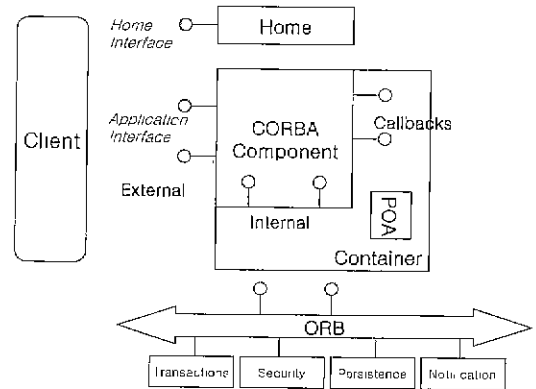 Home
Interface
Home
Client
Application
Interface
CORBA
Component
Callbacks
External
Internal
POA
Container
ORB
Transactions
Security
Persistence
Notification